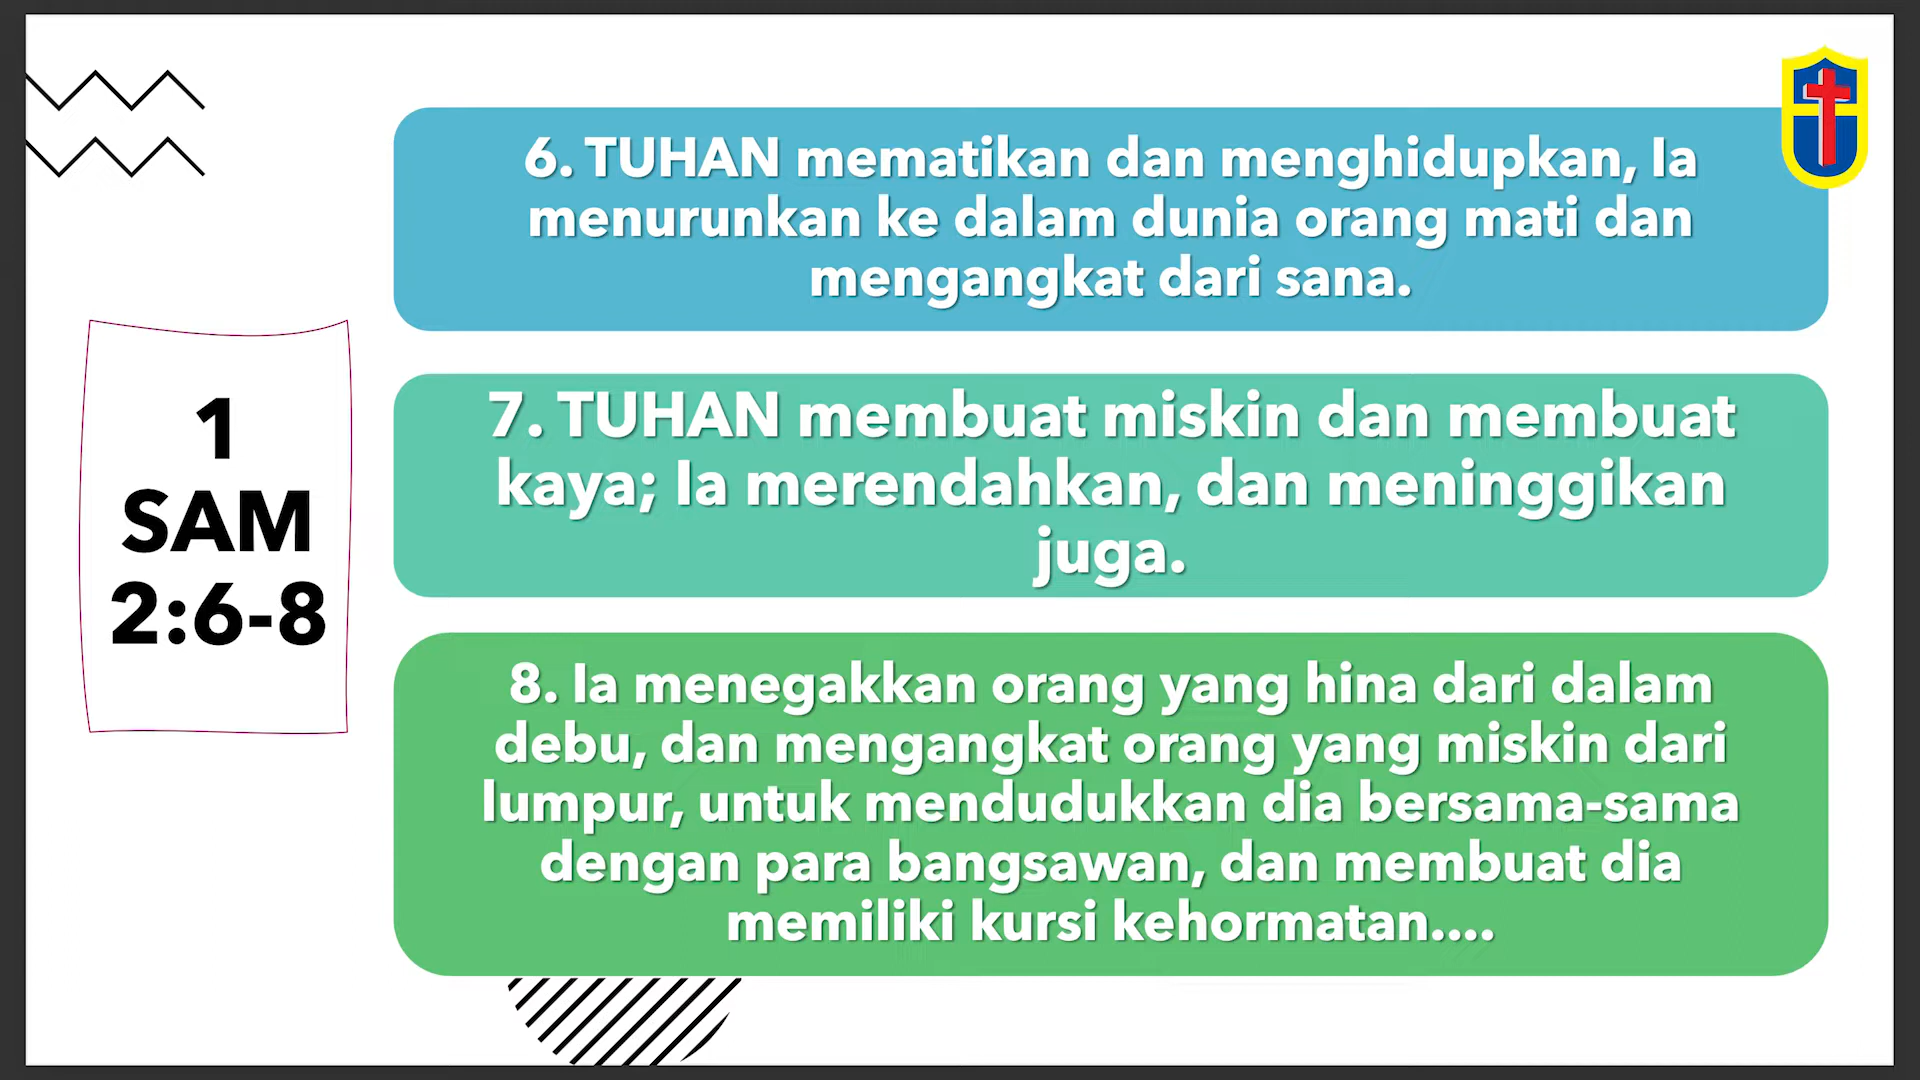 1
SAM
2:6-8
6. TUHAN mematikan dan menghidupkan, Ia
menurunkan ke dalam dunia orang mati dan
mengangkat dari sana.
7. TUHAN membuat miskin dan membuat
kaya; Ia merendahkan, dan meninggikan
juga.
8. Ia menegakkan orang yang hina dari dalam
debu, dan mengangkat orang yang miskin dari
lumpur, untuk mendudukkan dia bersama-sama
dengan para bangsawan, dan membuat dia
memiliki kursi kehormatan....